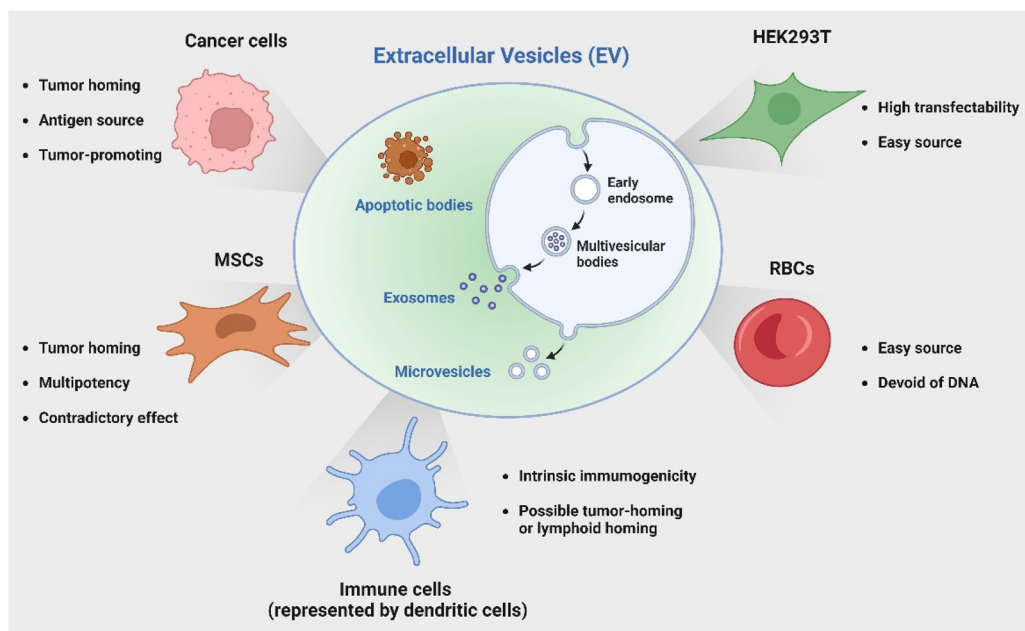 Cancer cells
• Tumor homing
• Antigen source
• Tumor-promoting
Extracellular Vesicles (EV)
HEK293T
• High transfectability
• Easy source
Apoptotic bodies
Early
endosome
Multivesicular
bodies
Exosomes
Microvesicles
MSCs
• Tumor homing
• Multipotency
• Contradictory effect
RBCs
• Easy source
• Devoid of DNA
• Intrinsic immumogenicity
• Possible tumor-homing
or lymphoid homing
Immune cells
(represented by dendritic cells)